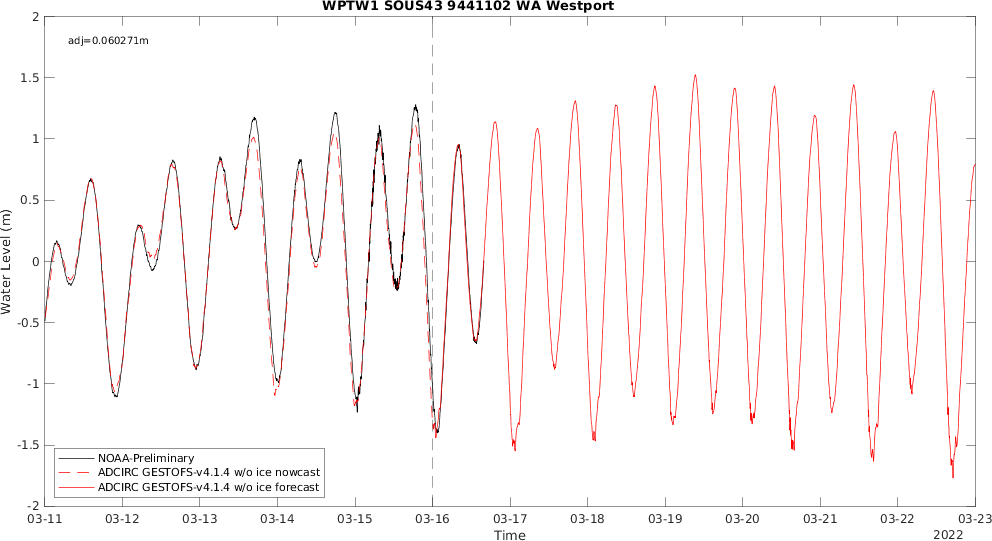 WPTW1 SOUS43 9441102 WA Westport
adj=0.060271m
2
1.5
1
0.5
0
-0.5
-1
-1.5
-2
Water Level (m)
NOAA-Preliminary
ADCIRC GESTOFS-v4.1.4 w/o ice nowcast
ADCIRC GESTOFS-v4.1.4 w/o ice forecast
03-11 03-12 03-13 03-14 03-15 03-16 03-17 03-18 03-19 03-20 03-21 03-22 03-23
Time
2022